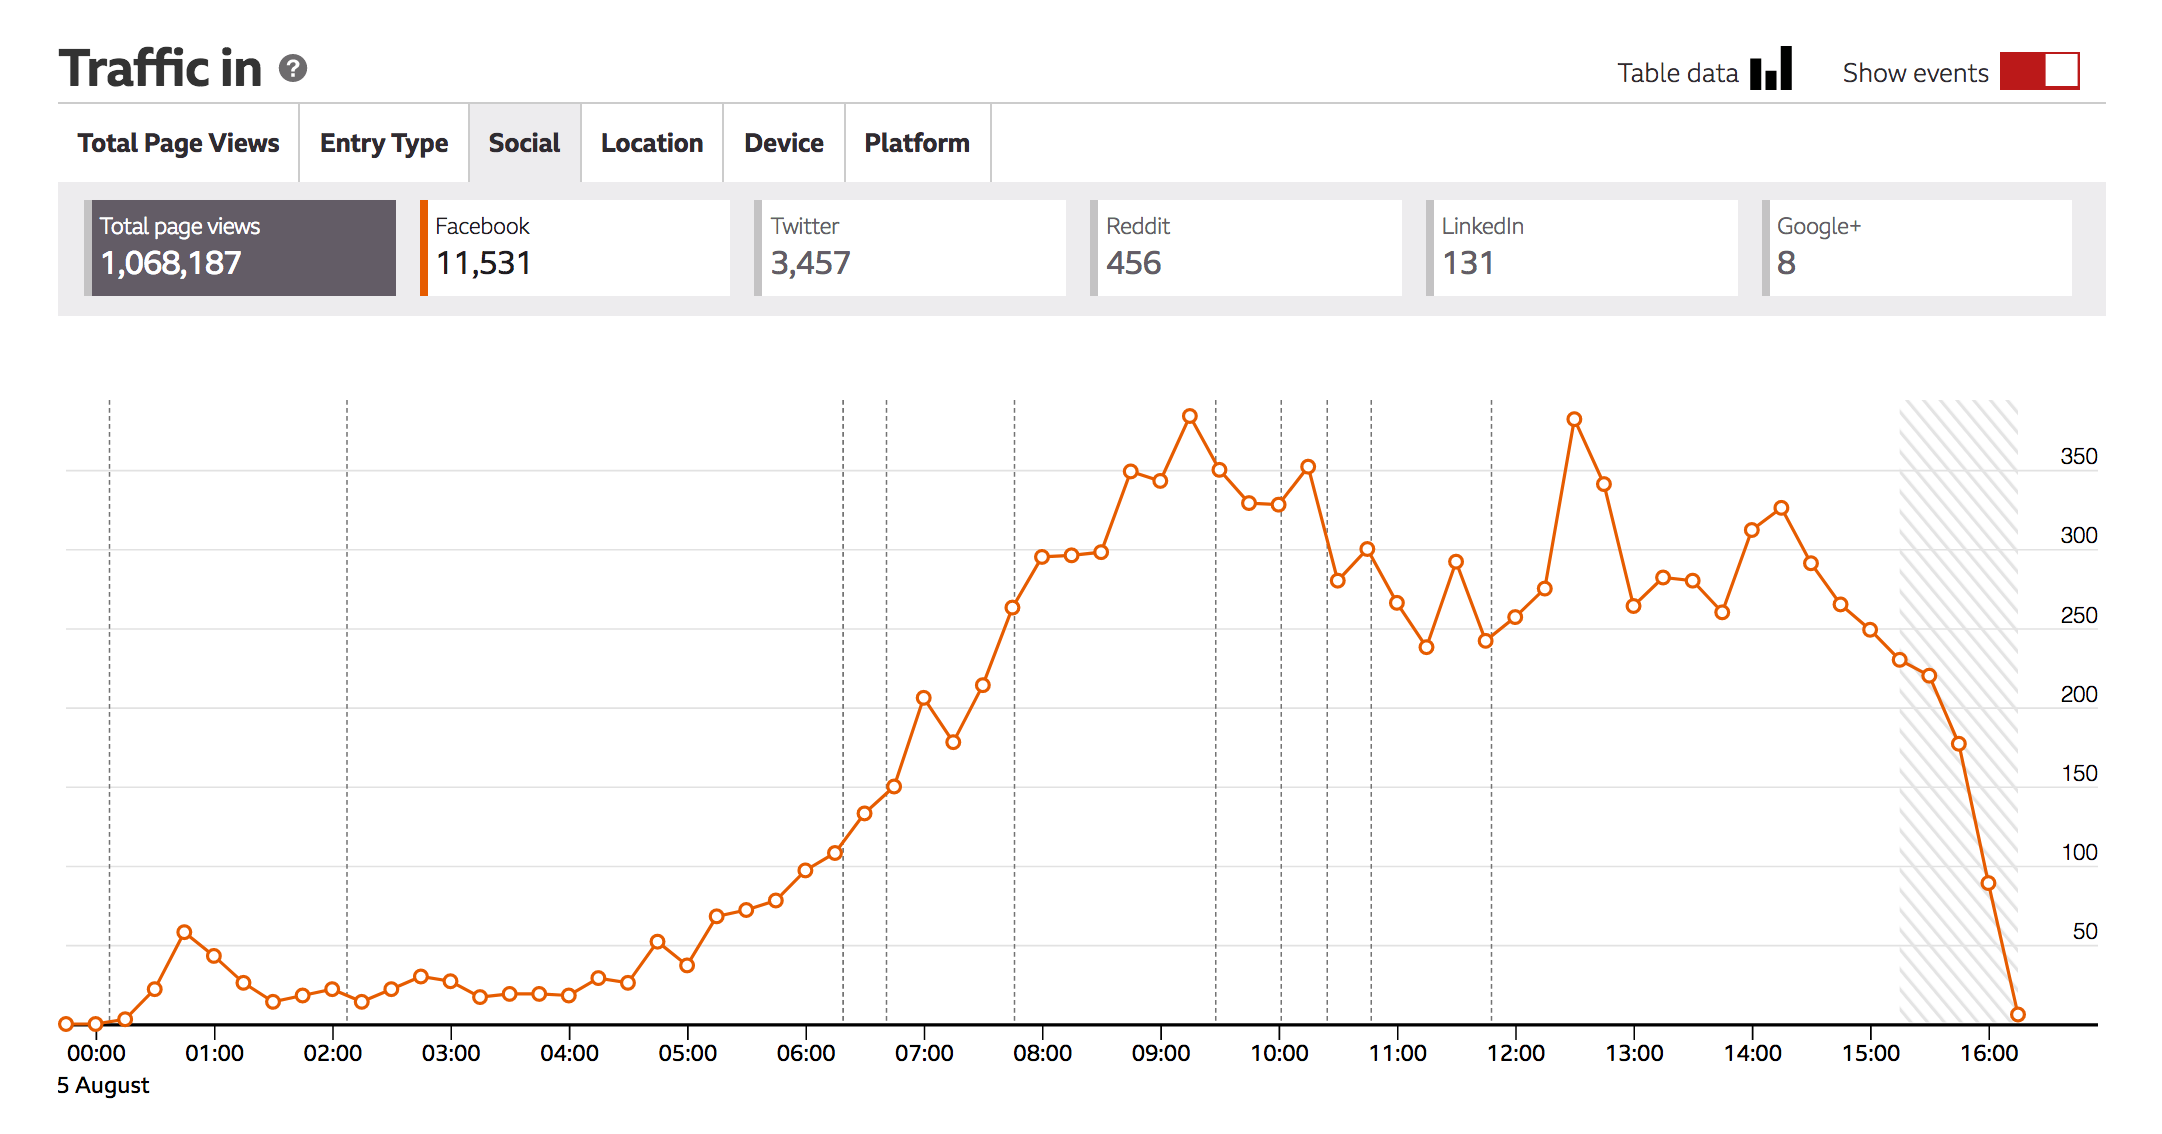 Traffic in ?
Table data
Show events
Total Page Views
Entry Type
Social
Location
Device
Platform
Total page views
1,068,187
Facebook
11,531
Twitter
3,457
Reddit
456
LinkedIn
131
Google+
8
350
300
250
200
150
100
50
00:00 01:00 02:00 03:00 04:00 05:00 06:00 07:00 08:00 09:00 10:00 11:00 12:00 13:00 14:00 15:00 16:00
5 August